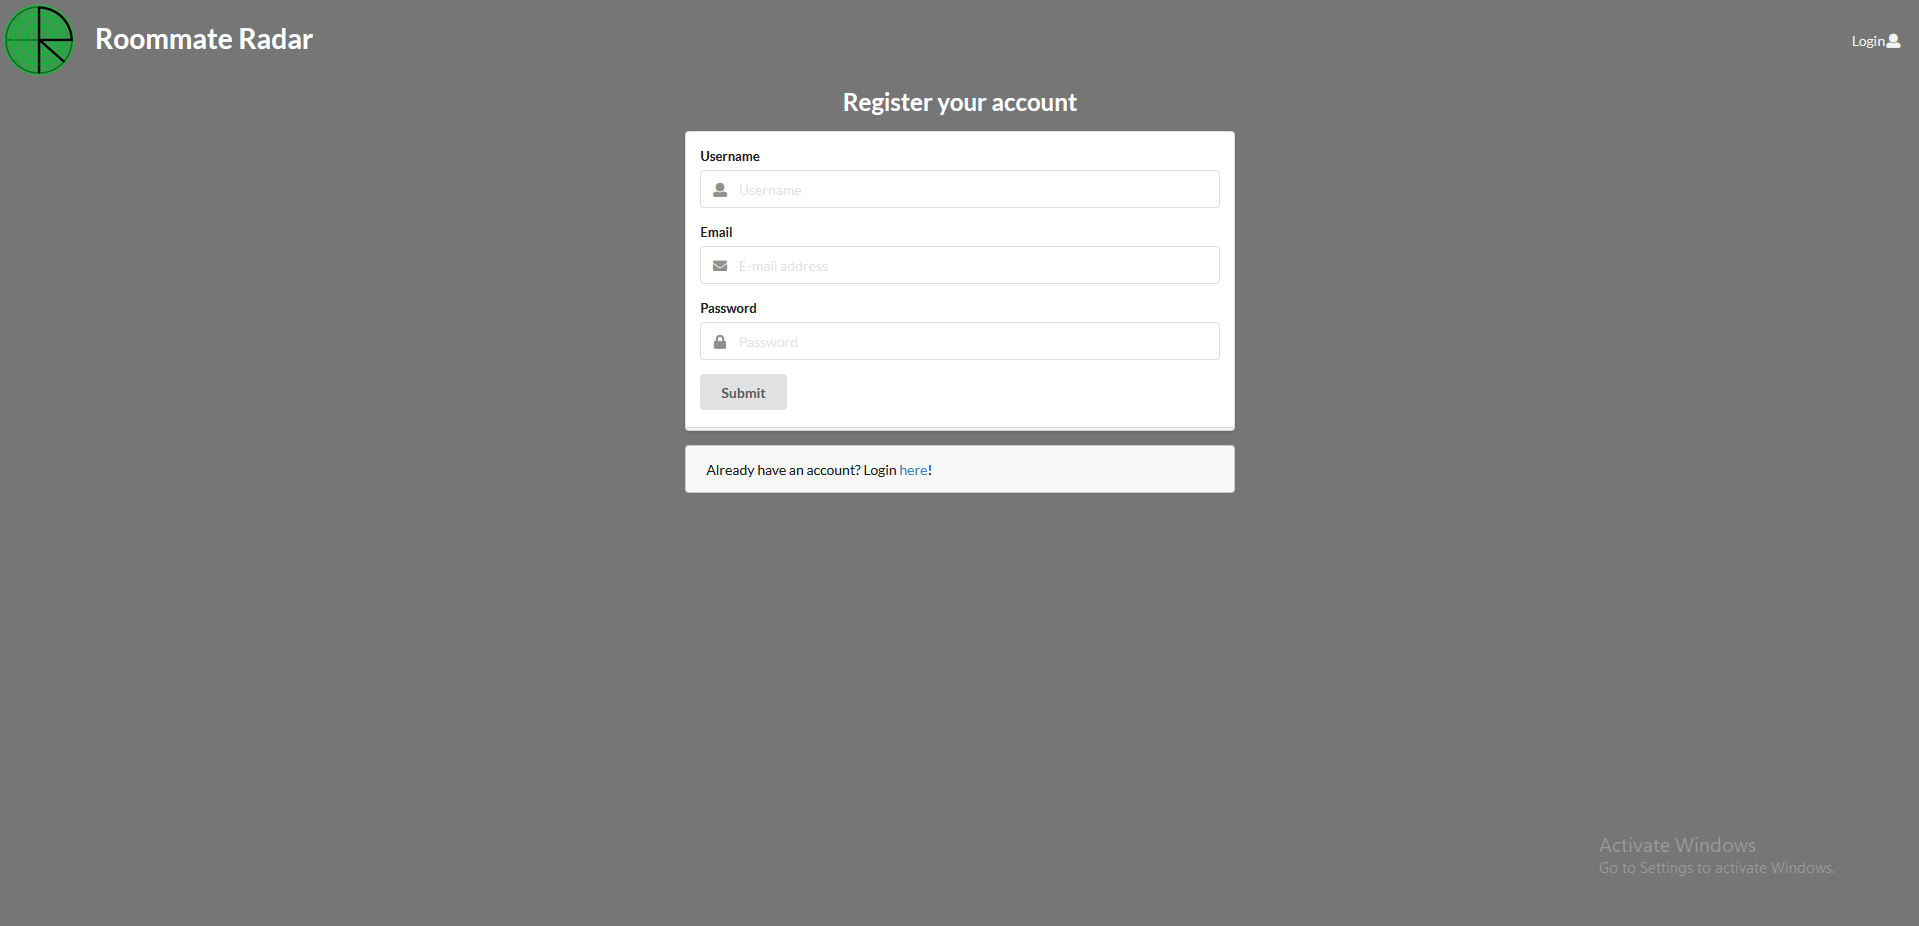 Roommate Radar
Login
Register your account
Username
Username
Email
E-mail address
Password
Password
Submit
Already have an account? Login here!
Activate Windows
Go to Settings to activate Windows.